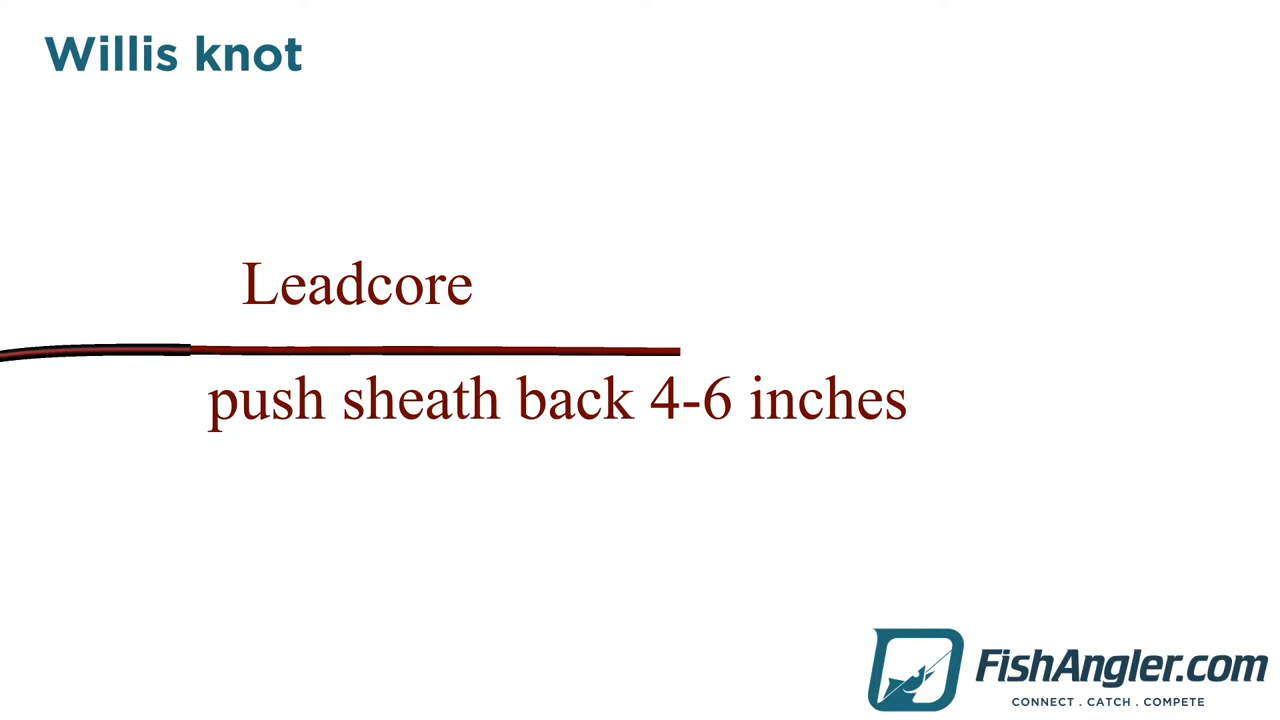 Willis knot
Leadcore
push sheath back 4-6 inches
FishAngler.com
CONNECT . CATCH . COMPETE